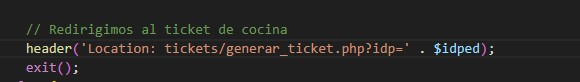 // Redirigimos al ticket de cocina
header('Location: tickets/generar_ticket.php?idp=' . $idped);
exit();